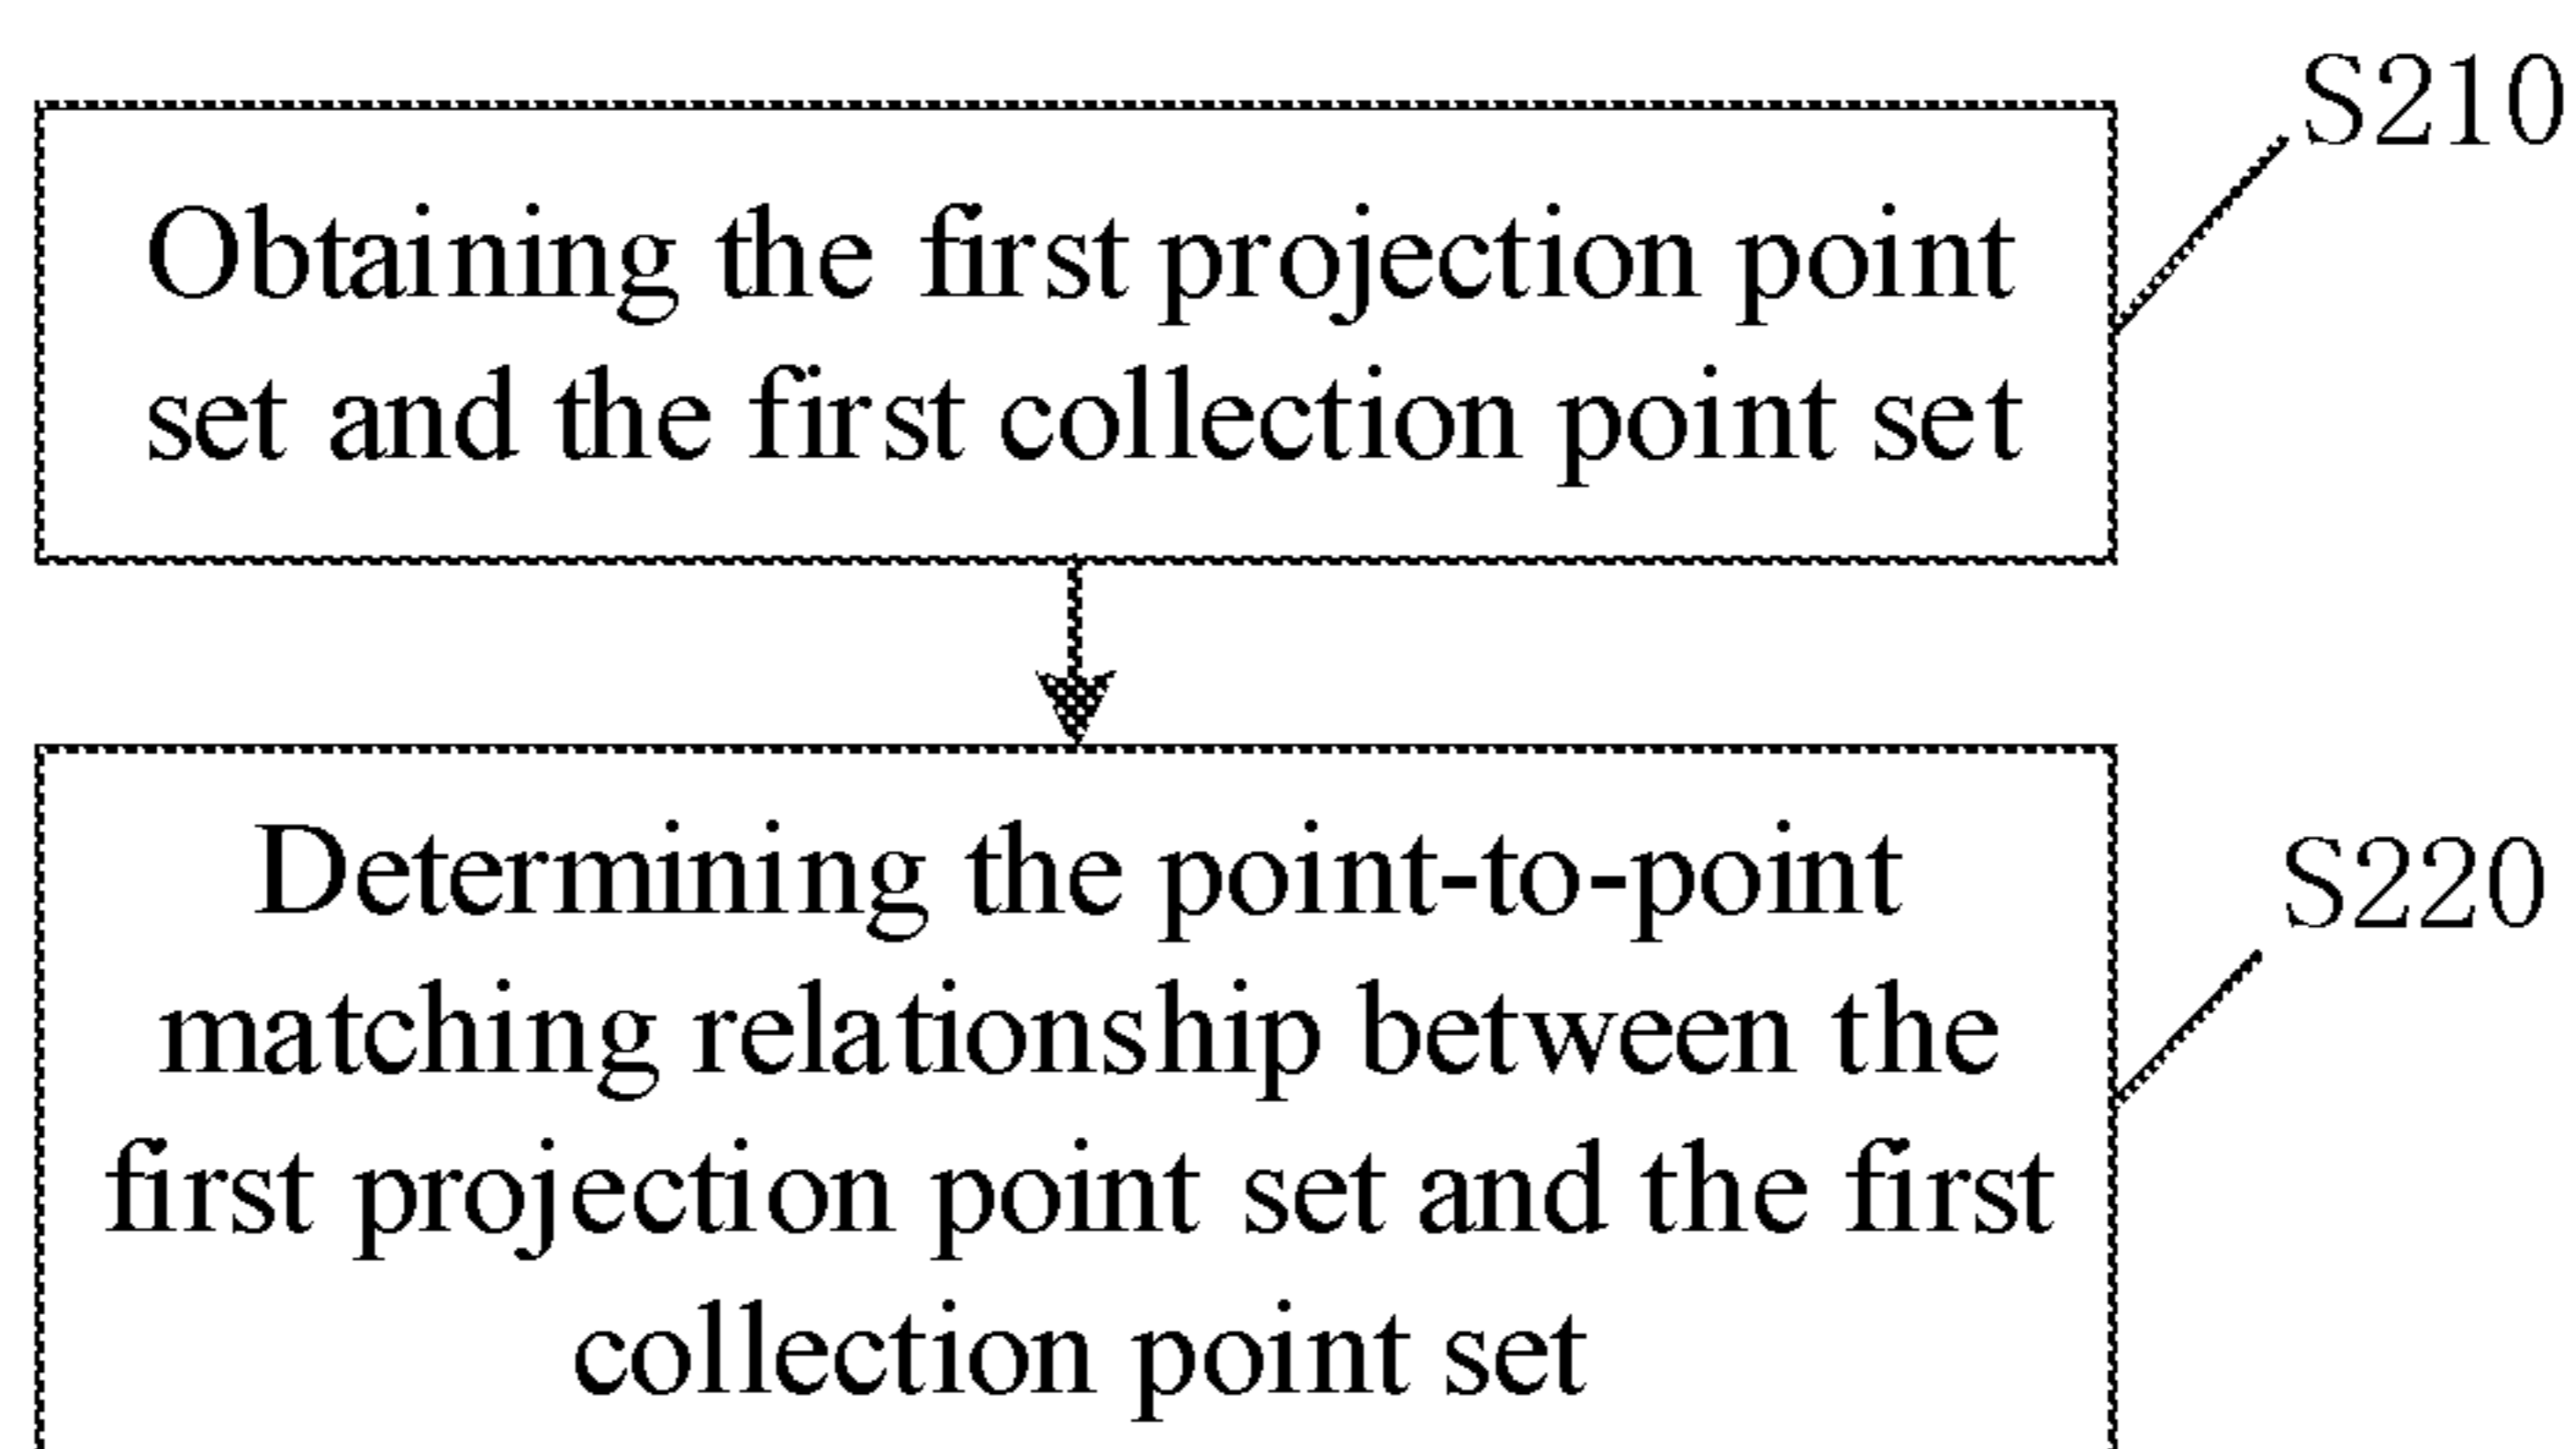 S210
Obtaining the first projection point
set and the first collection point set
Determining the point-to-point
S220
matching relationship between the
first projection point set and the first
collection point set